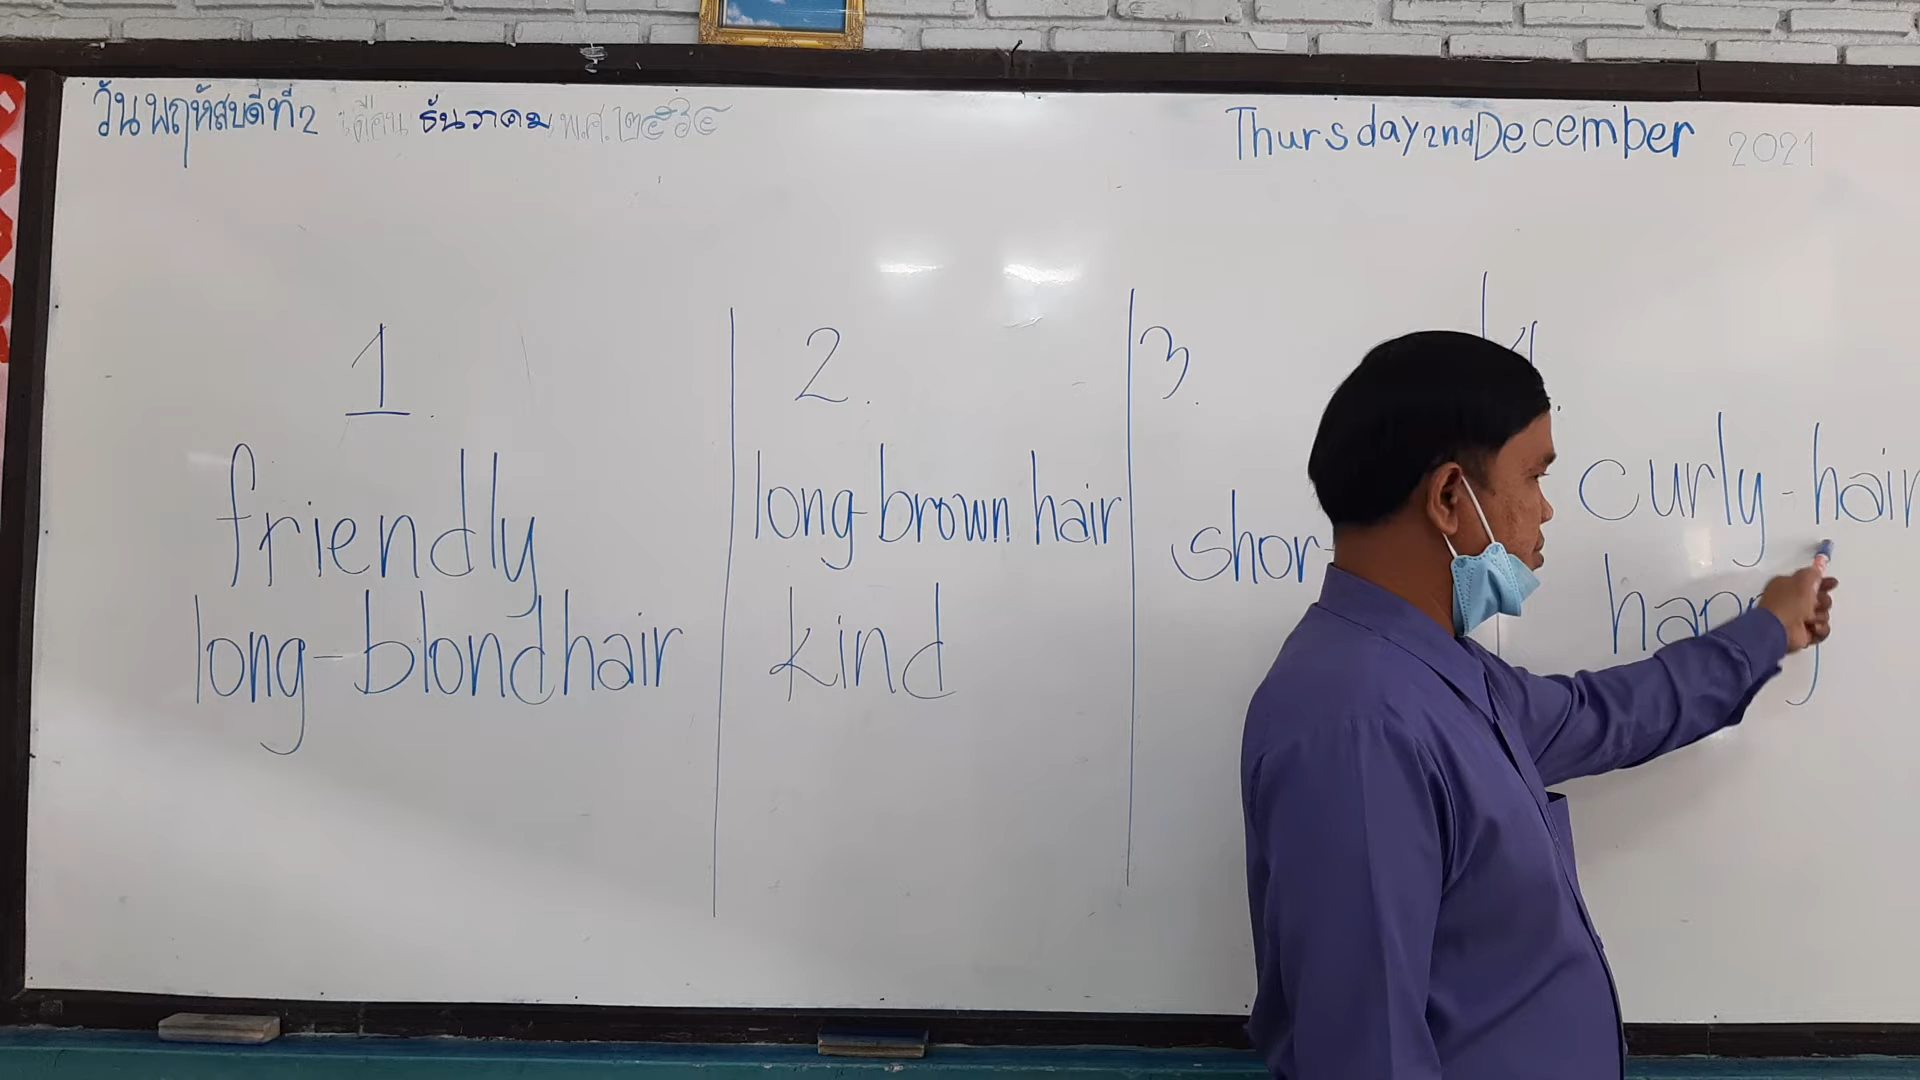 วันพฤหัสบดีที่2 เดือน ธันวาคม พ.ศ.๒๕๖๔
Thursday 2nd December 2021
1.
friendly
long-blond hair
2.
long-brown hair
kind
3.
shor
4.
curly-hair
happy